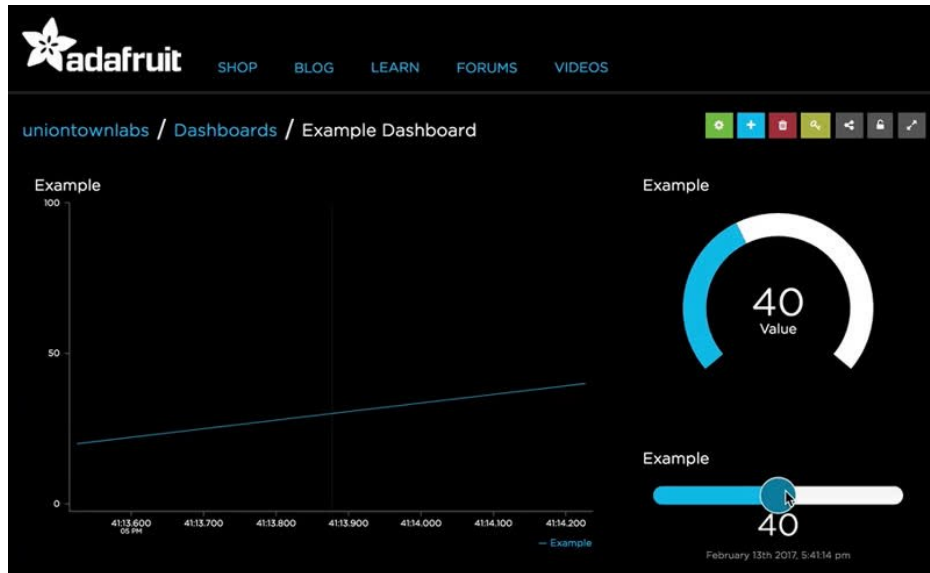 adafruit SHOP BLOG LEARN FORUMS VIDEOS
uniontownlabs / Dashboards / Example Dashboard
Example
100
50
0
41:13.600 41:13.700 41:13.800 41:13.900 41:14.000 41:14.100 41:14.200
05 PM
— Example
Example
40
Value
Example
40
February 13th 2017, 5:41:14 pm